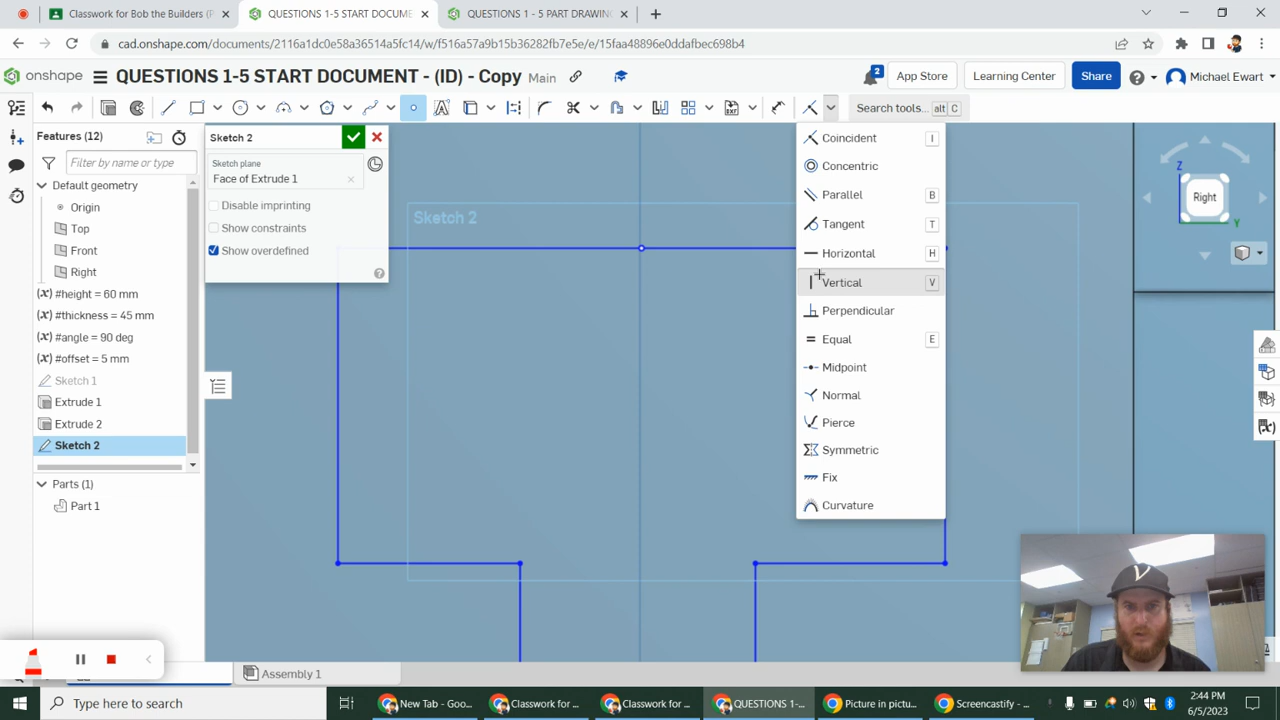 Classwork for Bob the Builders (P
QUESTIONS 1-5 START DOCUME
QUESTIONS 1 - 5 PART DRAWING
cad.onshape.com/documents/2116a1dc0e58a36514a5fc14/w/f516a57a9b15b36282fb7e5e/e/15faa48896e0ddafbec698b4
onshape
QUESTIONS 1-5 START DOCUMENT - (ID) - Copy Main
2
App Store
Learning Center
Share
Michael Ewart
Search tools... alt C
Features (12)
Filter by name or type
Default geometry
Origin
Top
Front
Right
(x) #height = 60 mm
(x) #thickness = 45 mm
(x) #angle = 90 deg
(x) #offset = 5 mm
Sketch 1
Extrude 1
Extrude 2
Sketch 2
Parts (1)
Part 1
Sketch 2
Sketch plane
Face of Extrude 1
Disable imprinting
Show constraints
Show overdefined
Sketch 2
Coincident I
Concentric
Parallel B
Tangent T
Horizontal H
Vertical V
Perpendicular
Equal E
Midpoint
Normal
Pierce
Symmetric
Fix
Curvature
Z
Right
Y
(x)
Assembly 1
Type here to search
New Tab - Goo...
Classwork for ...
Classwork for ...
QUESTIONS 1-...
Picture in pictu...
Screencastify - ...
2:44 PM
6/5/2023